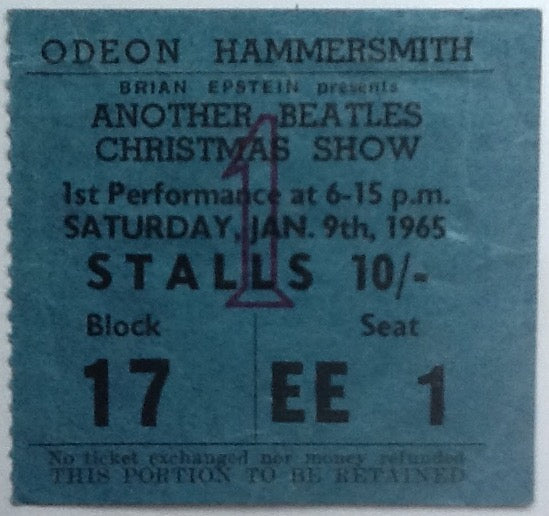 ODEON HAMMERSMITH
BRIAN EPSTEIN presents
ANOTHER BEATLES
CHRISTMAS SHOW
1
1st Performance at 6-15 p.m.
SATURDAY, JAN. 9th, 1965
STALLS 10/-
Block Seat
17 EE 1
No ticket exchanged nor money refunded
THIS PORTION TO BE RETAINED